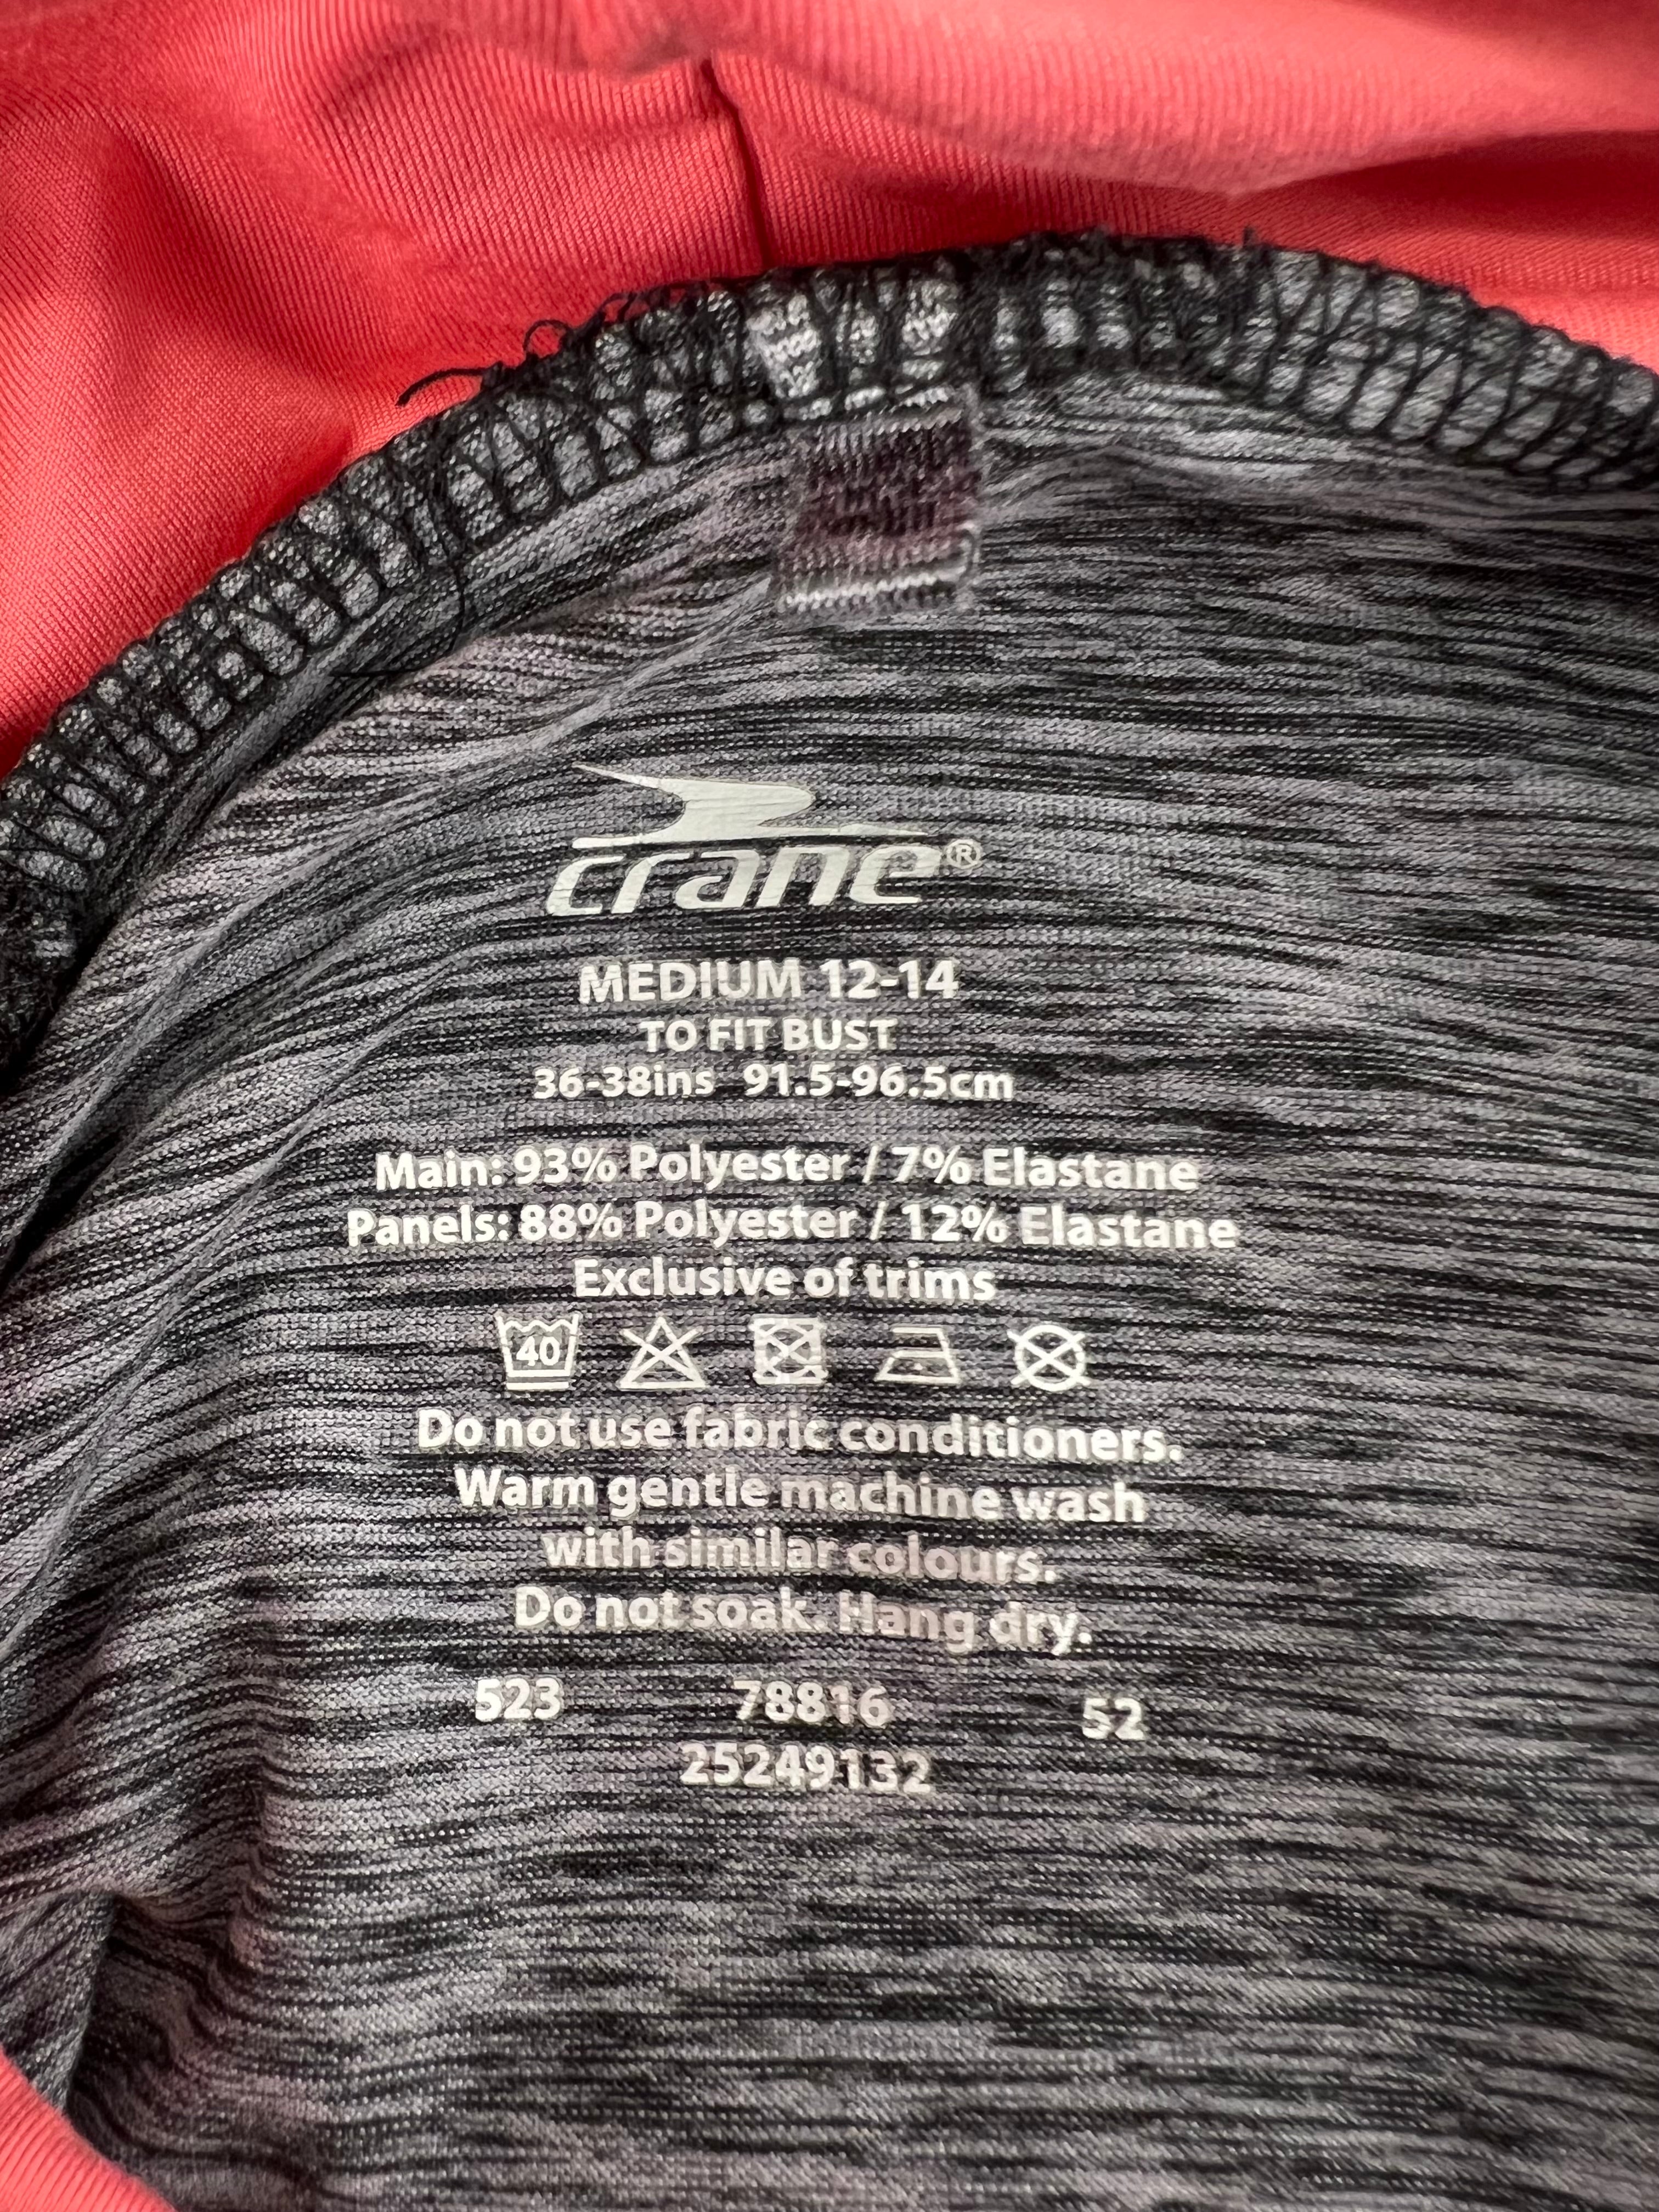 crane®
MEDIUM 12-14
TO FIT BUST
36-38ins 91.5-96.5cm
Main: 93% Polyester / 7% Elastane
Panels: 88% Polyester / 12% Elastane
Exclusive of trims
40
Do not use fabric conditioners.
Warm gentle machine wash
with similar colours.
Do not soak. Hang dry.
523 78816 52
25249132